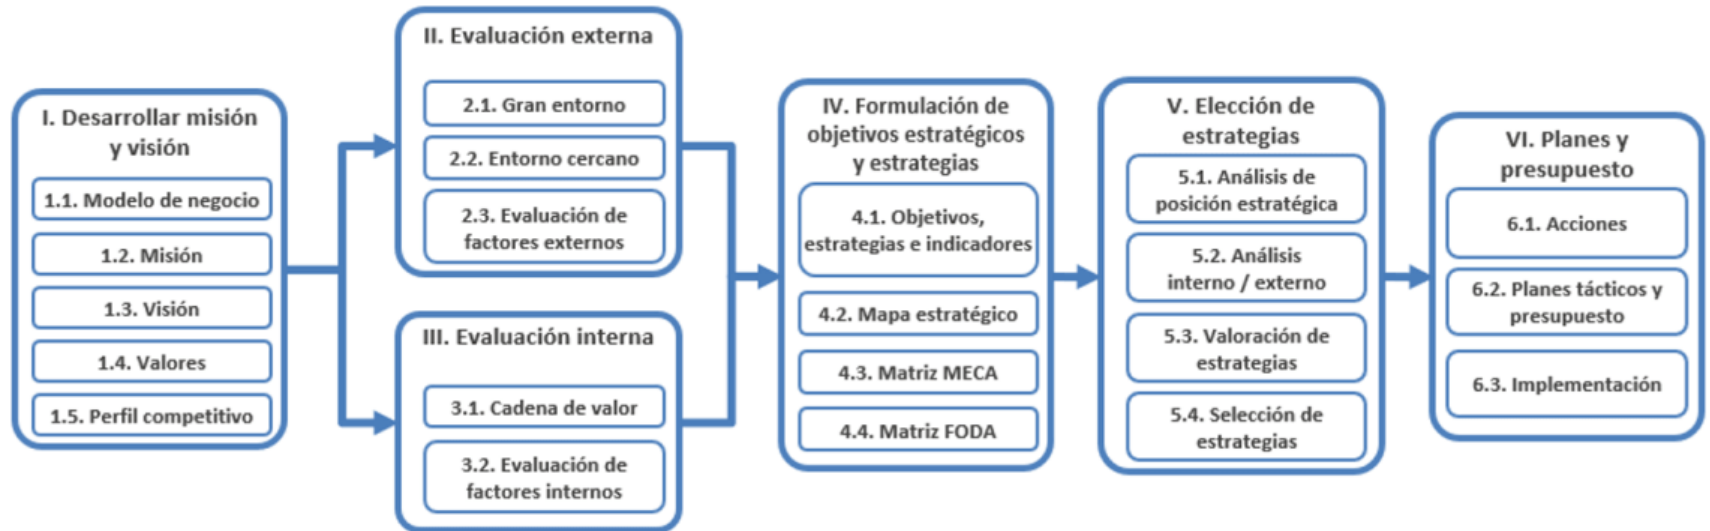 I. Desarrollar misión
y visión
1.1. Modelo de negocio
1.2. Misión
1.3. Visión
1.4. Valores
1.5. Perfil competitivo
II. Evaluación externa
2.1. Gran entorno
2.2. Entorno cercano
2.3. Evaluación de
factores externos
III. Evaluación interna
3.1. Cadena de valor
3.2. Evaluación de
factores internos
IV. Formulación de
objetivos estratégicos
y estrategias
4.1. Objetivos,
estrategias e indicadores
4.2. Mapa estratégico
4.3. Matriz MECA
4.4. Matriz FODA
V. Elección de
estrategias
5.1. Análisis de
posición estratégica
5.2. Análisis
interno / externo
5.3. Valoración de
estrategias
5.4. Selección de
estrategias
VI. Planes y
presupuesto
6.1. Acciones
6.2. Planes tácticos y
presupuesto
6.3. Implementación